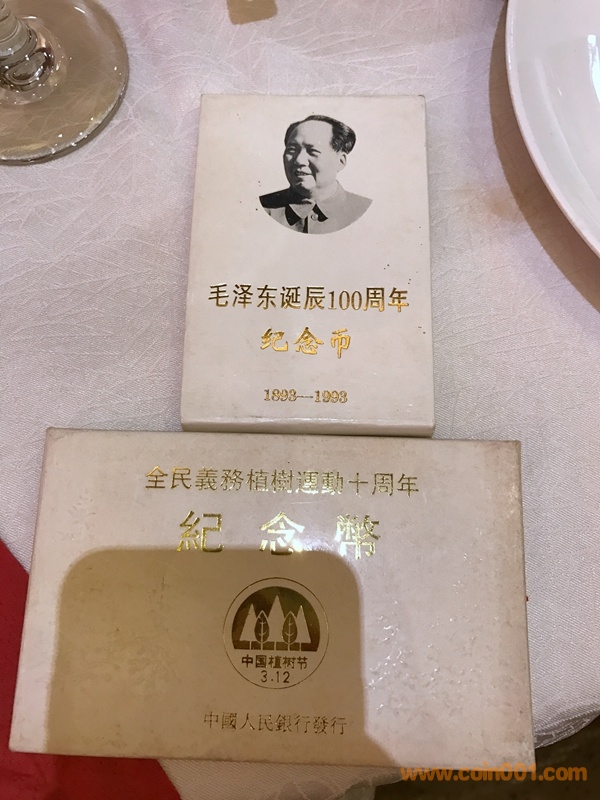 毛泽东诞辰100周年
纪念币
1893—1993
全民義務植樹運動十周年
紀念幣
中国植树节
3.12
中國人民銀行發行
www.coin001.com